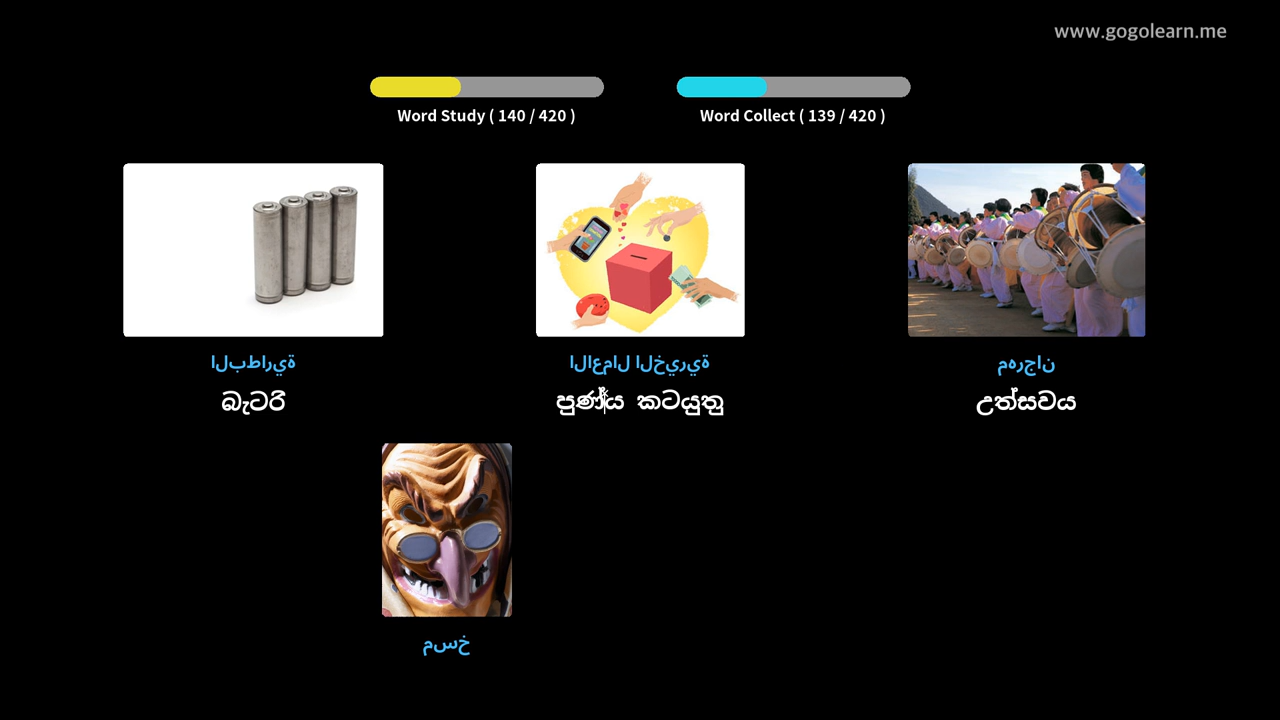 www.gogolearn.me
Word Study ( 140 / 420 )
Word Collect ( 139 / 420 )
البطارية
බැටරි
الاعمال الخيرية
පුණ්ය කටයුතු
مهرجان
උත්සවය
مسخ